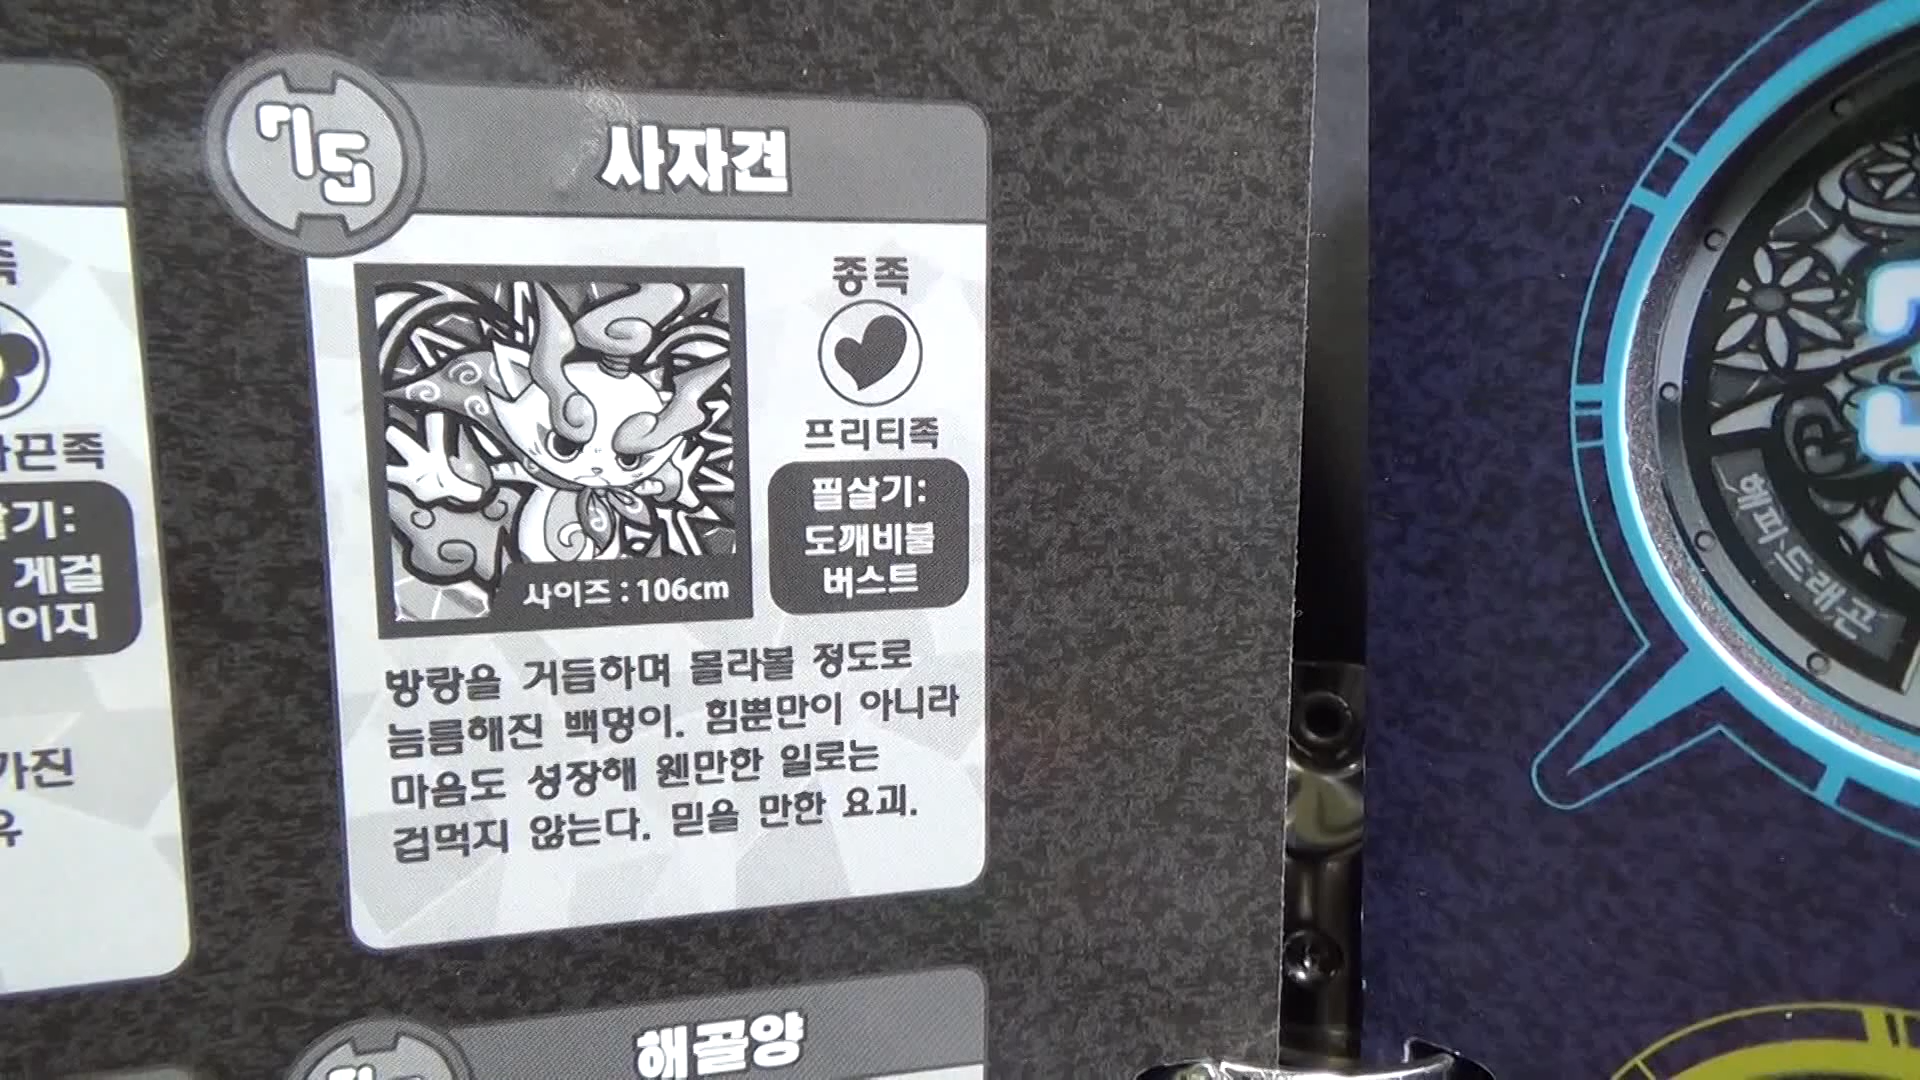 75
사자견
종족
프리티족
필살기:
도깨비불
버스트
사이즈 : 106cm
방랑을 거듭하며 몰라볼 정도로
늠름해진 백멍이. 힘뿐만이 아니라
마음도 성장해 웬만한 일로는
겁먹지 않는다. 믿을 만한 요괴.
게걸
가진
해골양
해피 드래곤